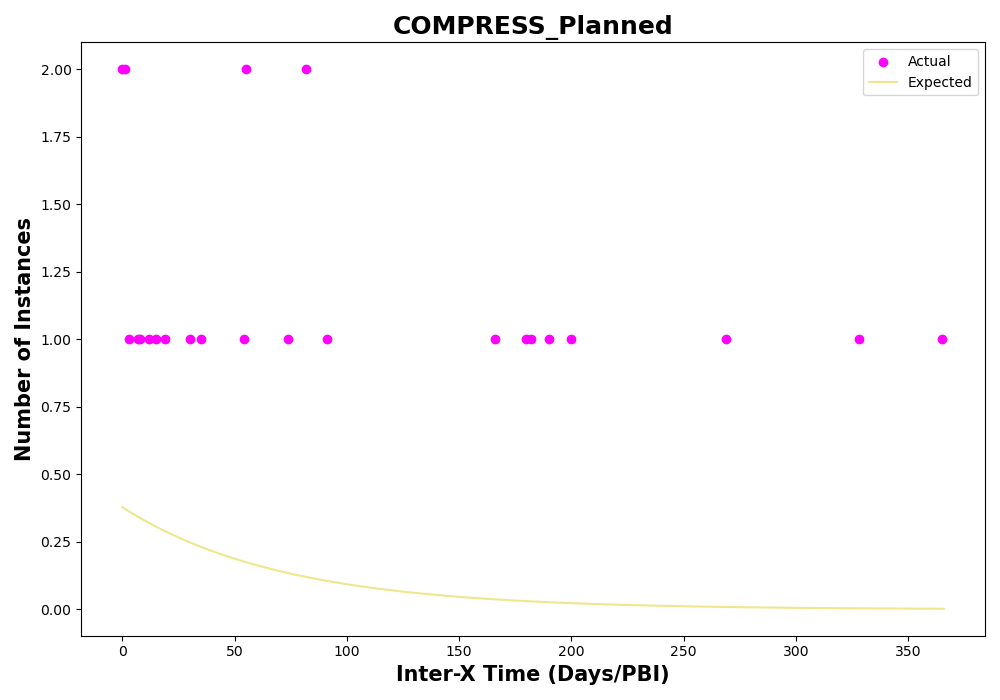 COMPRESS_Planned
Actual
Expected
Number of Instances
2.00
1.75
1.50
1.25
1.00
0.75
0.50
0.25
0.00
0 50 100 150 200 250 300 350
Inter-X Time (Days/PBI)